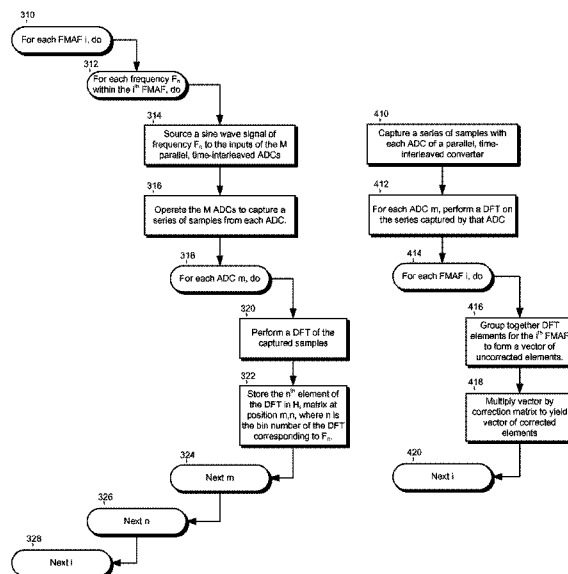 310
For each FMAF i, do
312
For each frequency Fn
within the ith FMAF, do
314
Source a sine wave signal of
frequency Fn to the inputs of the M
parallel, time-interleaved ADCs
316
Operate the M ADCs to capture a
series of samples from each ADC.
318
For each ADC m, do
320
Perform a DFT of the
captured samples
322
Store the nth element of
the DFT in Hi matrix at
position m,n, where n is
the bin number of the DFT
corresponding to Fn.
324
Next m
326
Next n
328
Next i
410
Capture a series of samples with
each ADC of a parallel, time-
interleaved converter
412
For each ADC m, perform a DFT on
the series captured by that ADC
414
For each FMAF i, do
416
Group together DFT
elements for the ith FMAF
to form a vector of
uncorrected elements.
418
Multiply vector by
correction matrix to yield
vector of corrected
elements
420
Next i